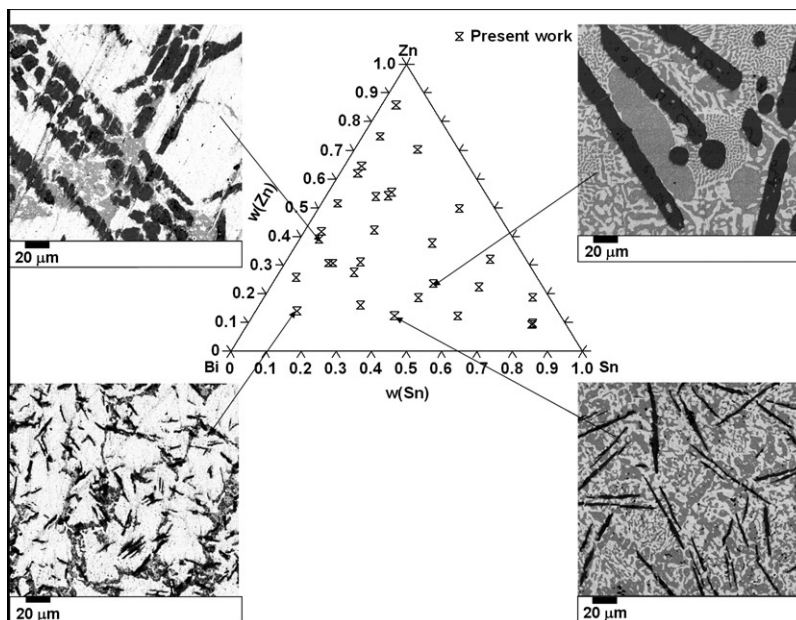 Present work
Zn
1.0
0.9
0.8
0.7
0.6
0.5
0.4
0.3
0.2
0.1
0
w(Zn)
20 μm
20 μm
Bi
Sn
0 0.1 0.2 0.3 0.4 0.5 0.6 0.7 0.8 0.9 1.0
w(Sn)
20 μm
20 μm